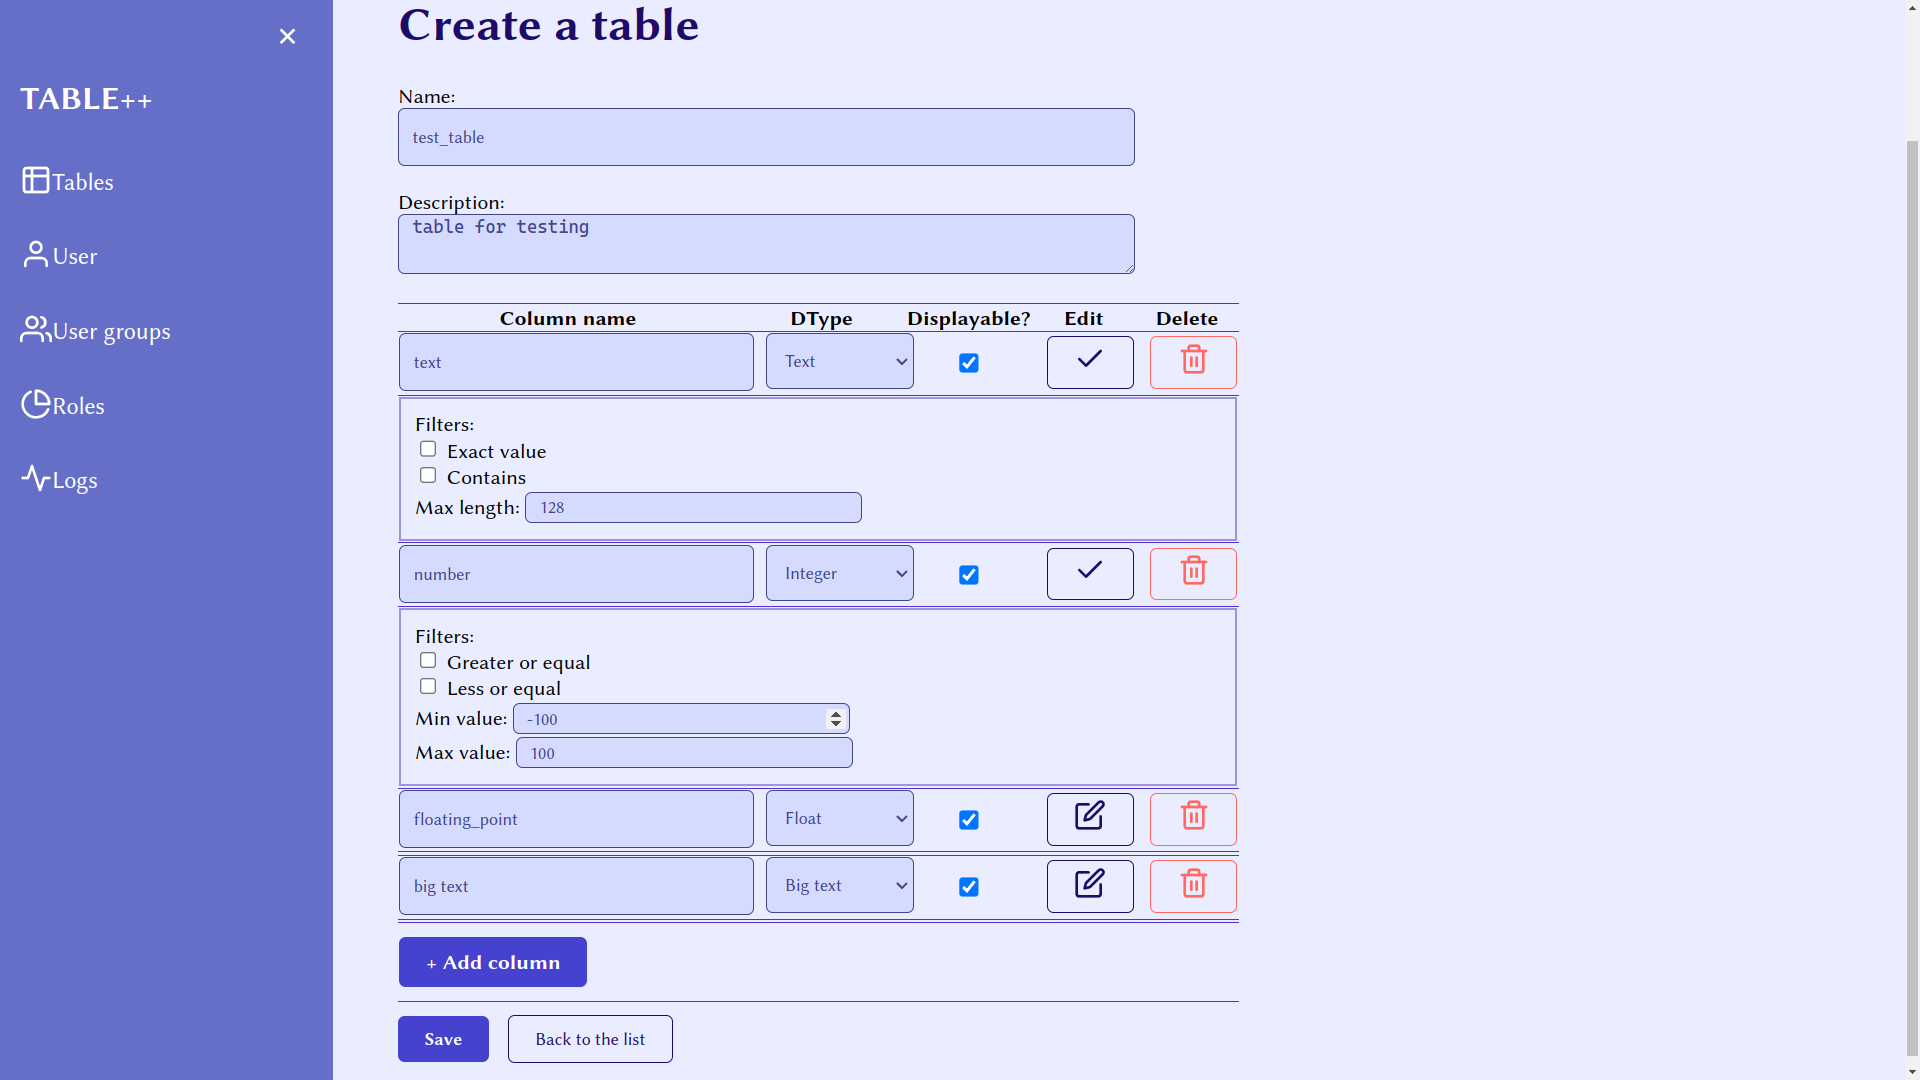 TABLE++
Tables
User
User groups
Roles
Logs
Create a table
Name:
test_table
Description:
table for testing
Column name DType Displayable? Edit Delete
text Text
Filters:
Exact value
Contains
Max length: 128
number Integer
Filters:
Greater or equal
Less or equal
Min value: -100
Max value: 100
floating_point Float
big text Big text
+ Add column
Save Back to the list